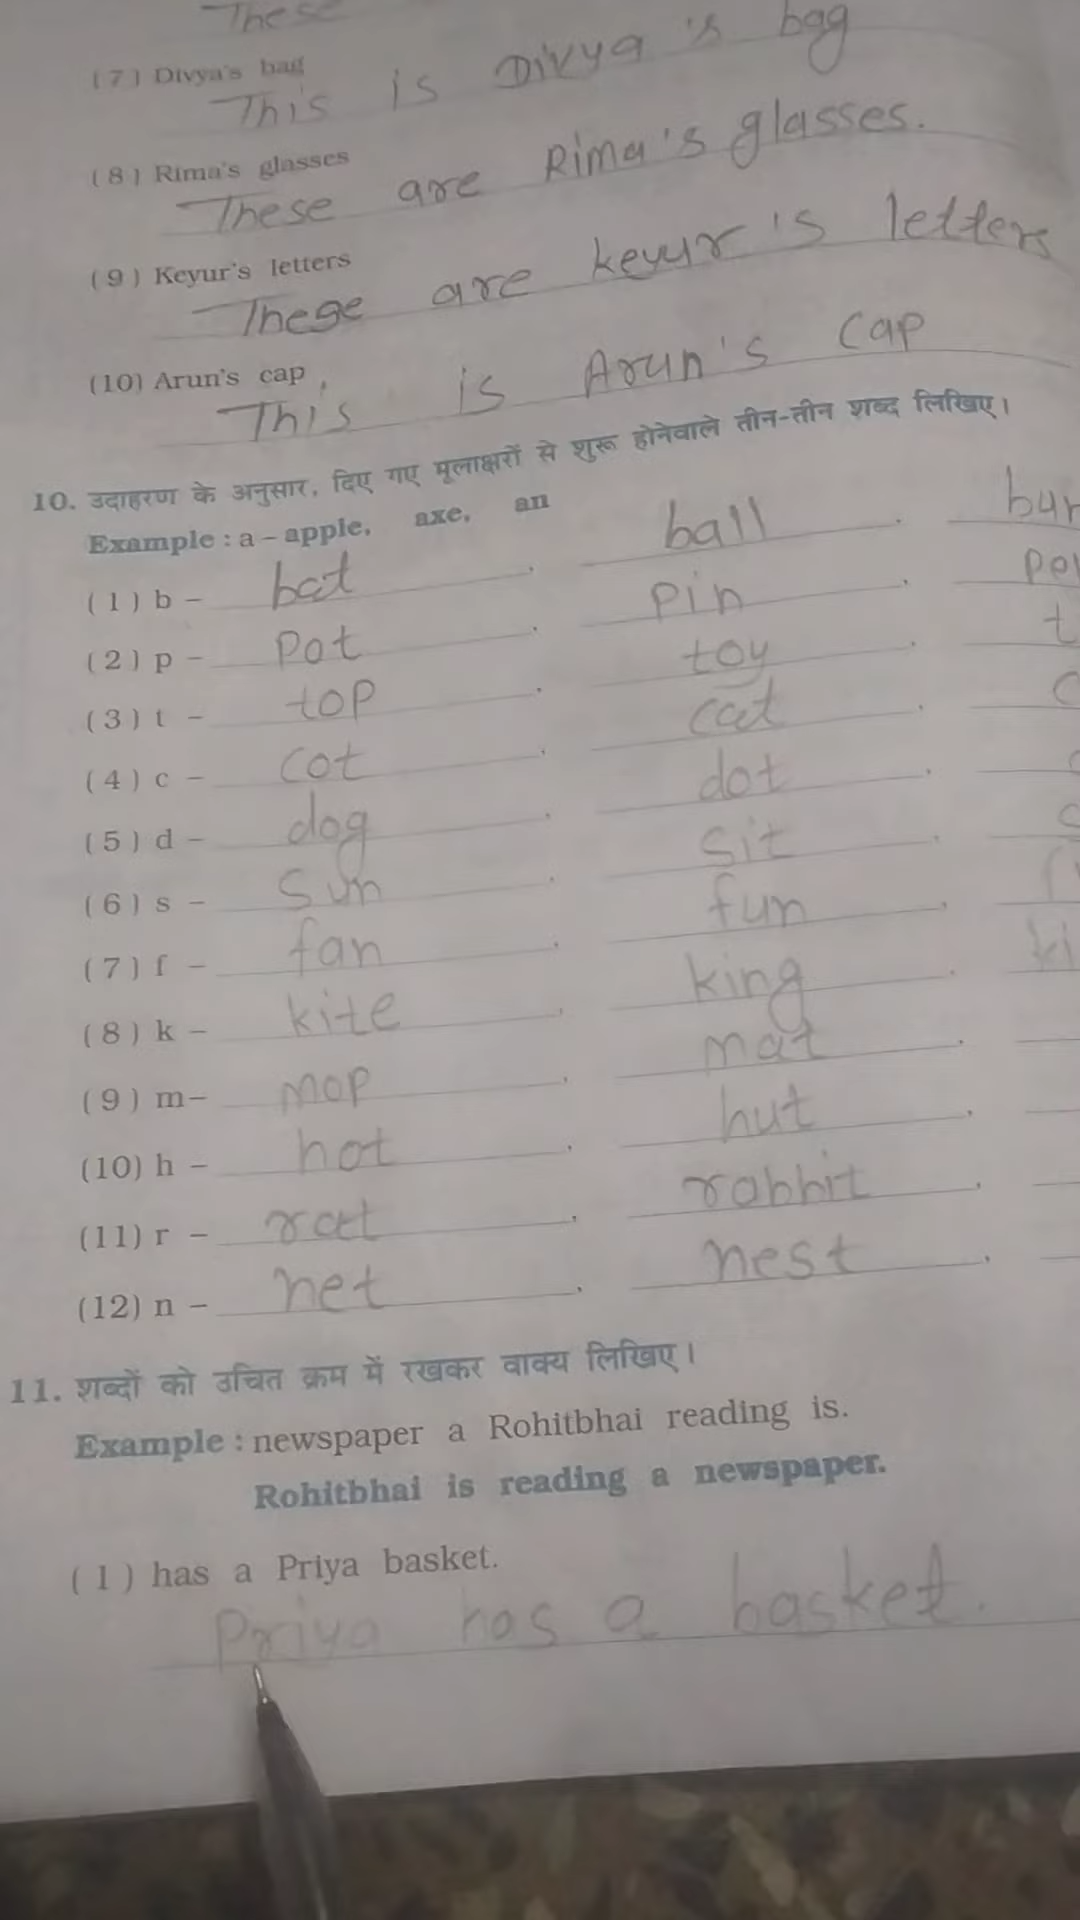 These
(7) Divya's bag
This is Divya's bag
(8) Rima's glasses
These are Rima's glasses.
(9) Keyur's letters
These are keyur's letters
(10) Arun's cap
This is Arun's cap
10. उदाहरण के अनुसार, दिए गए मूलाक्षरों से शुरू होनेवाले तीन-तीन शब्द लिखिए।
Example : a – apple, axe, an
(1) b – bat ball
(2) p – pot pin
(3) t – top toy
(4) c – cot cat
(5) d – dog dot
(6) s – sun sit
(7) f – fan fun
(8) k – kite king
(9) m – mop mat
(10) h – hot hut
(11) r – rat rabbit
(12) n – net nest
11. शब्दों को उचित क्रम में रखकर वाक्य लिखिए।
Example : newspaper a Rohitbhai reading is.
Rohitbhai is reading a newspaper.
(1) has a Priya basket.
Priya has a basket.